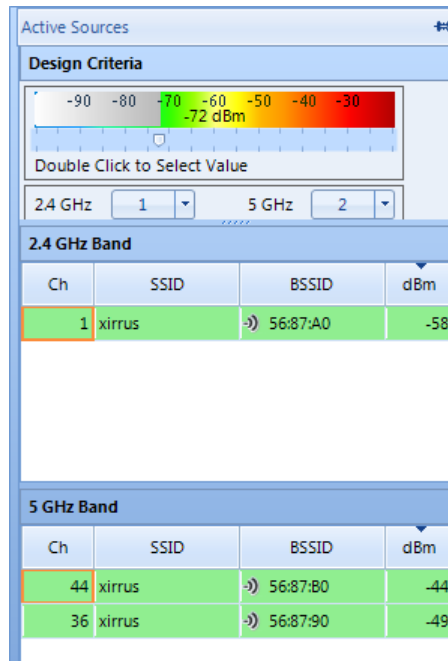 Active Sources
Design Criteria
-90 -80 -70 -60 -50 -40 -30
-72 dBm
Double Click to Select Value
2.4 GHz 1 5 GHz 2
2.4 GHz Band
Ch SSID BSSID dBm
1 xirrus 56:87:A0 -58
5 GHz Band
Ch SSID BSSID dBm
44 xirrus 56:87:B0 -44
36 xirrus 56:87:90 -49